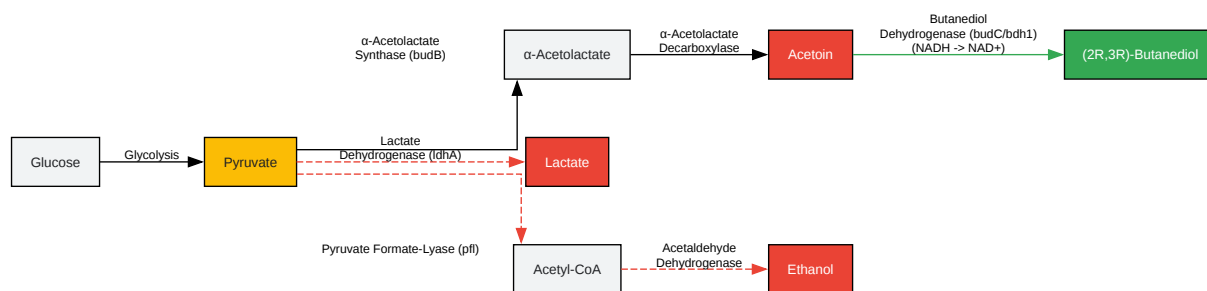 α-Acetolactate
Synthase (budB)
α-Acetolactate
α-Acetolactate
Decarboxylase
Acetoin
Butanediol
Dehydrogenase (budC/bdh1)
(NADH -> NAD+)
(2R,3R)-Butanediol
Glucose
Glycolysis
Pyruvate
Lactate
Dehydrogenase (ldhA)
Lactate
Pyruvate Formate-Lyase (pfl)
Acetyl-CoA
Acetaldehyde
Dehydrogenase
Ethanol